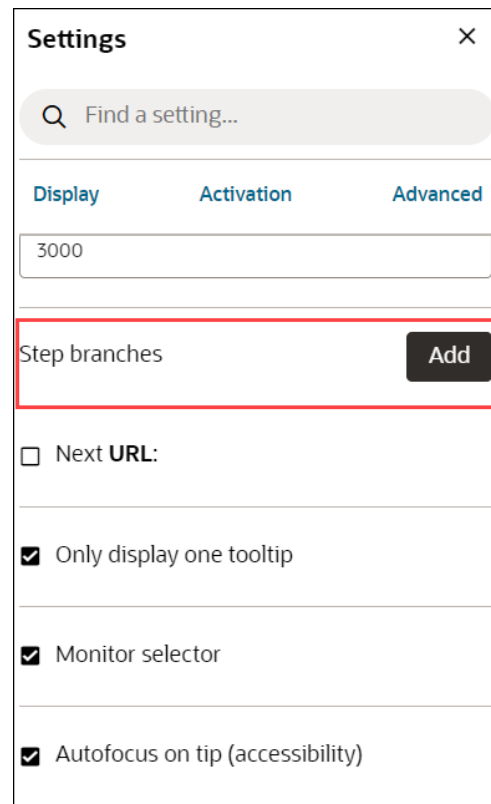 Settings
Find a setting...
Display Activation Advanced
3000
Step branches Add
Next URL:
Only display one tooltip
Monitor selector
Autofocus on tip (accessibility)